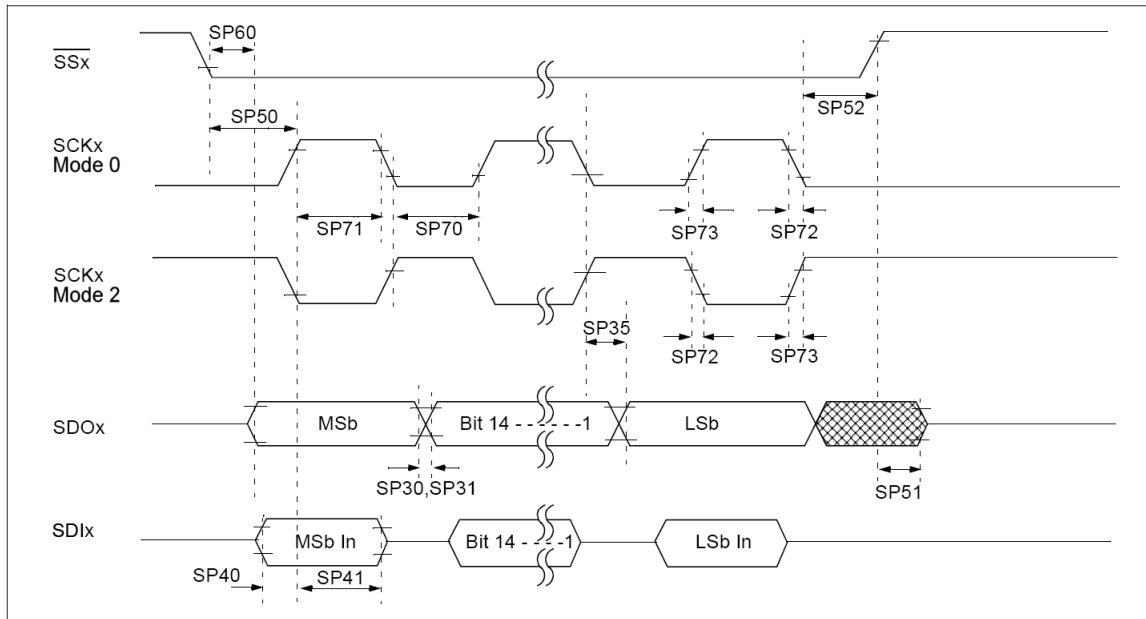 SP60
SSx
SP50
SP52
SCKx
Mode 0
SP71
SP70
SP73
SP72
SCKx
Mode 2
SP35
SP72
SP73
SDOx
MSb
Bit 14 - - - - - -1
LSb
SP30,SP31
SP51
SDIx
MSb In
Bit 14 - - - - -1
LSb In
SP40
SP41